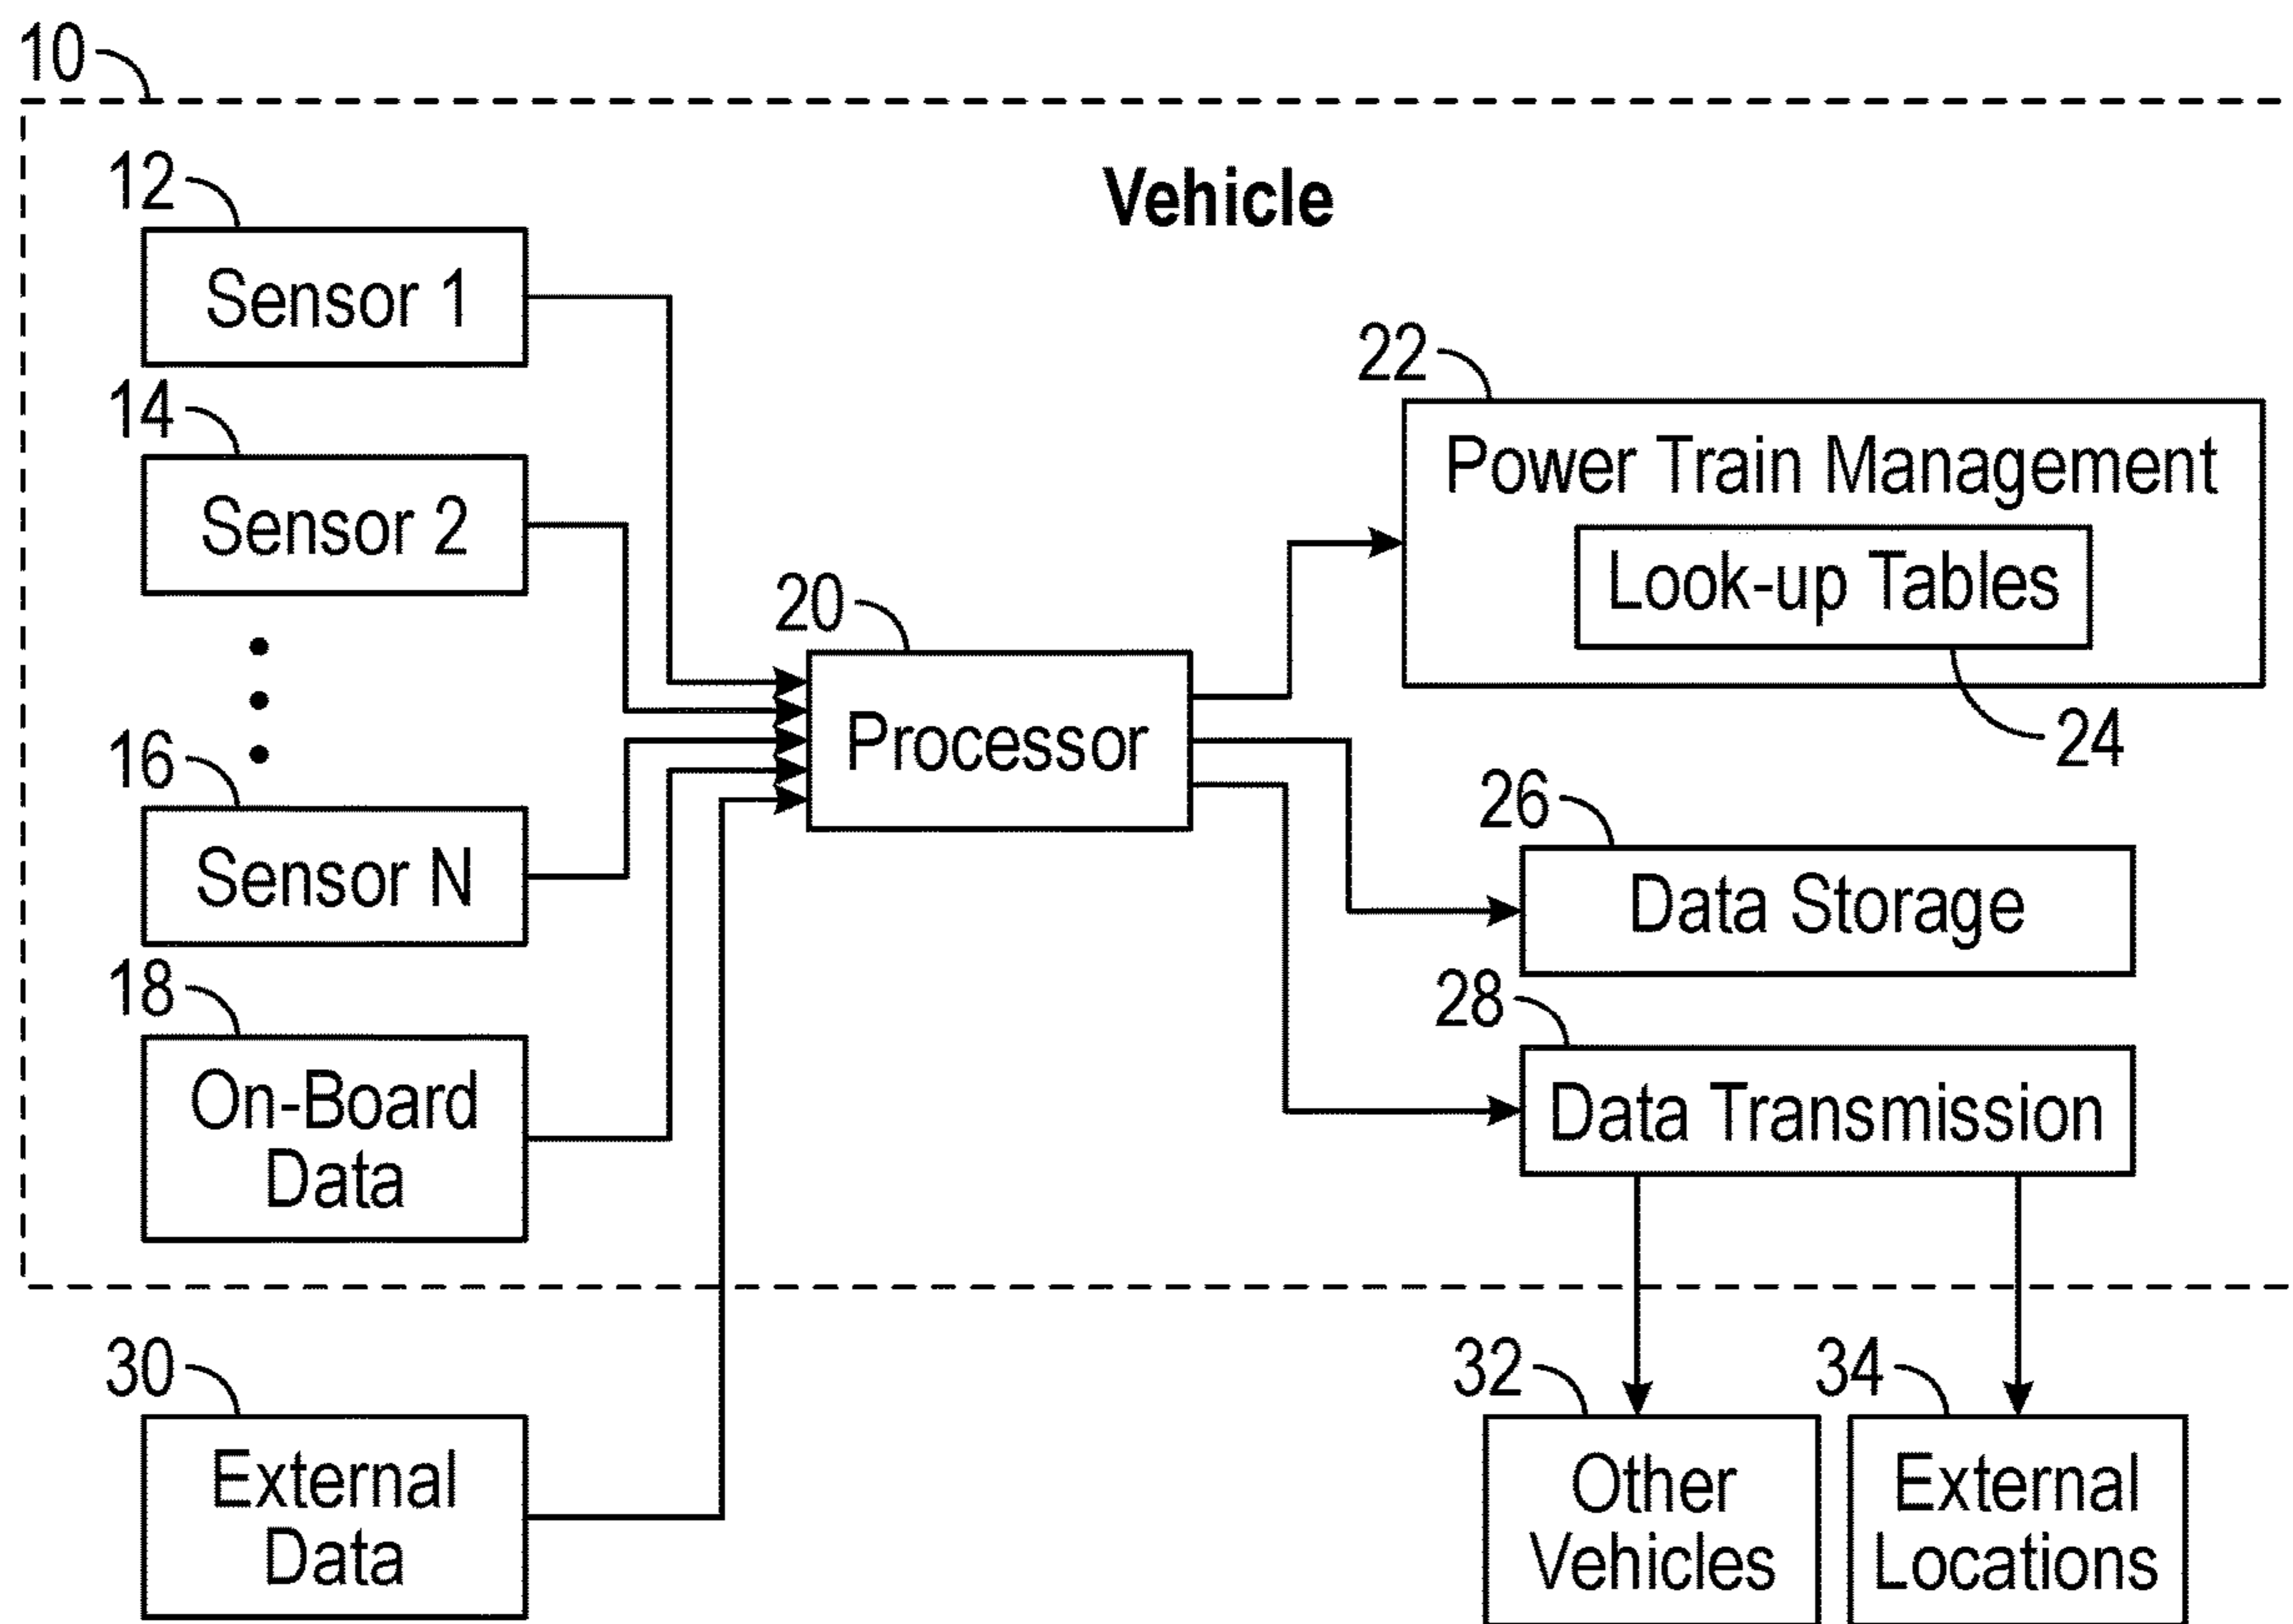 10
Vehicle
12
Sensor 1
14
Sensor 2
16
Sensor N
18
On-Board
Data
20
Processor
22
Power Train Management
Look-up Tables
24
26
Data Storage
28
Data Transmission
30
External
Data
32
Other
Vehicles
34
External
Locations